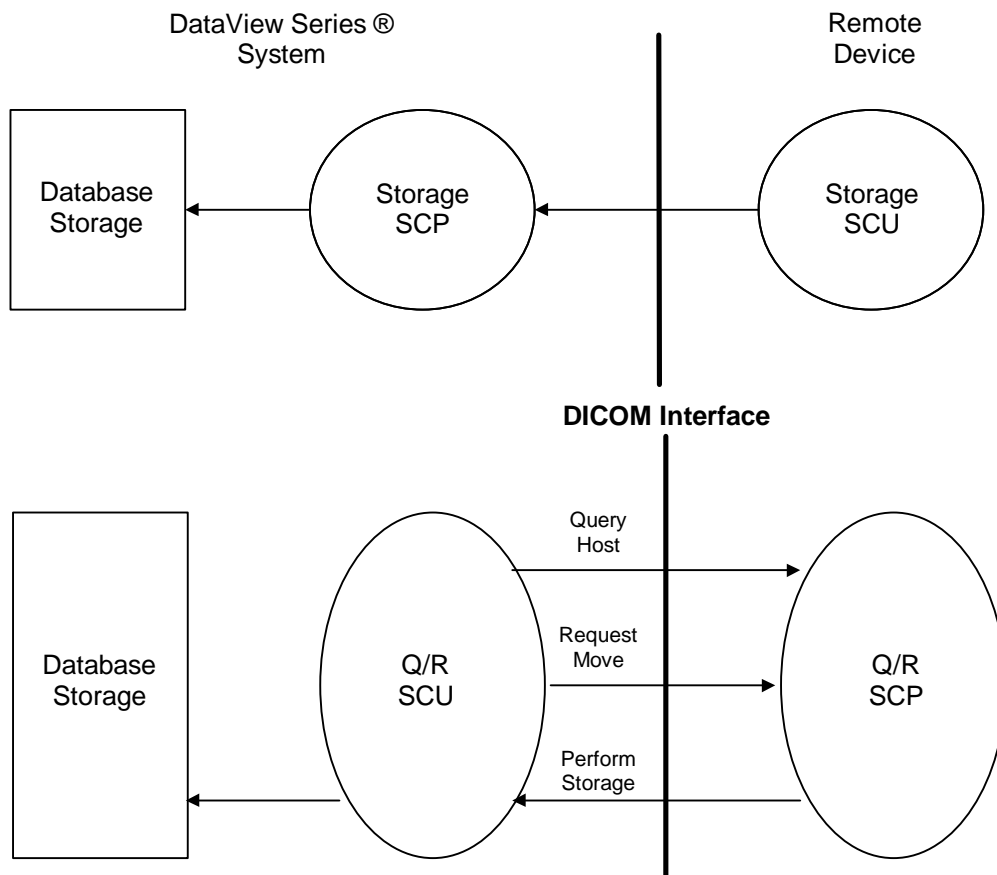 DataView Series ®
System
Remote
Device
Database
Storage
Storage
SCP
Storage
SCU
DICOM Interface
Query
Host
Request
Move
Perform
Storage
Database
Storage
Q/R
SCU
Q/R
SCP